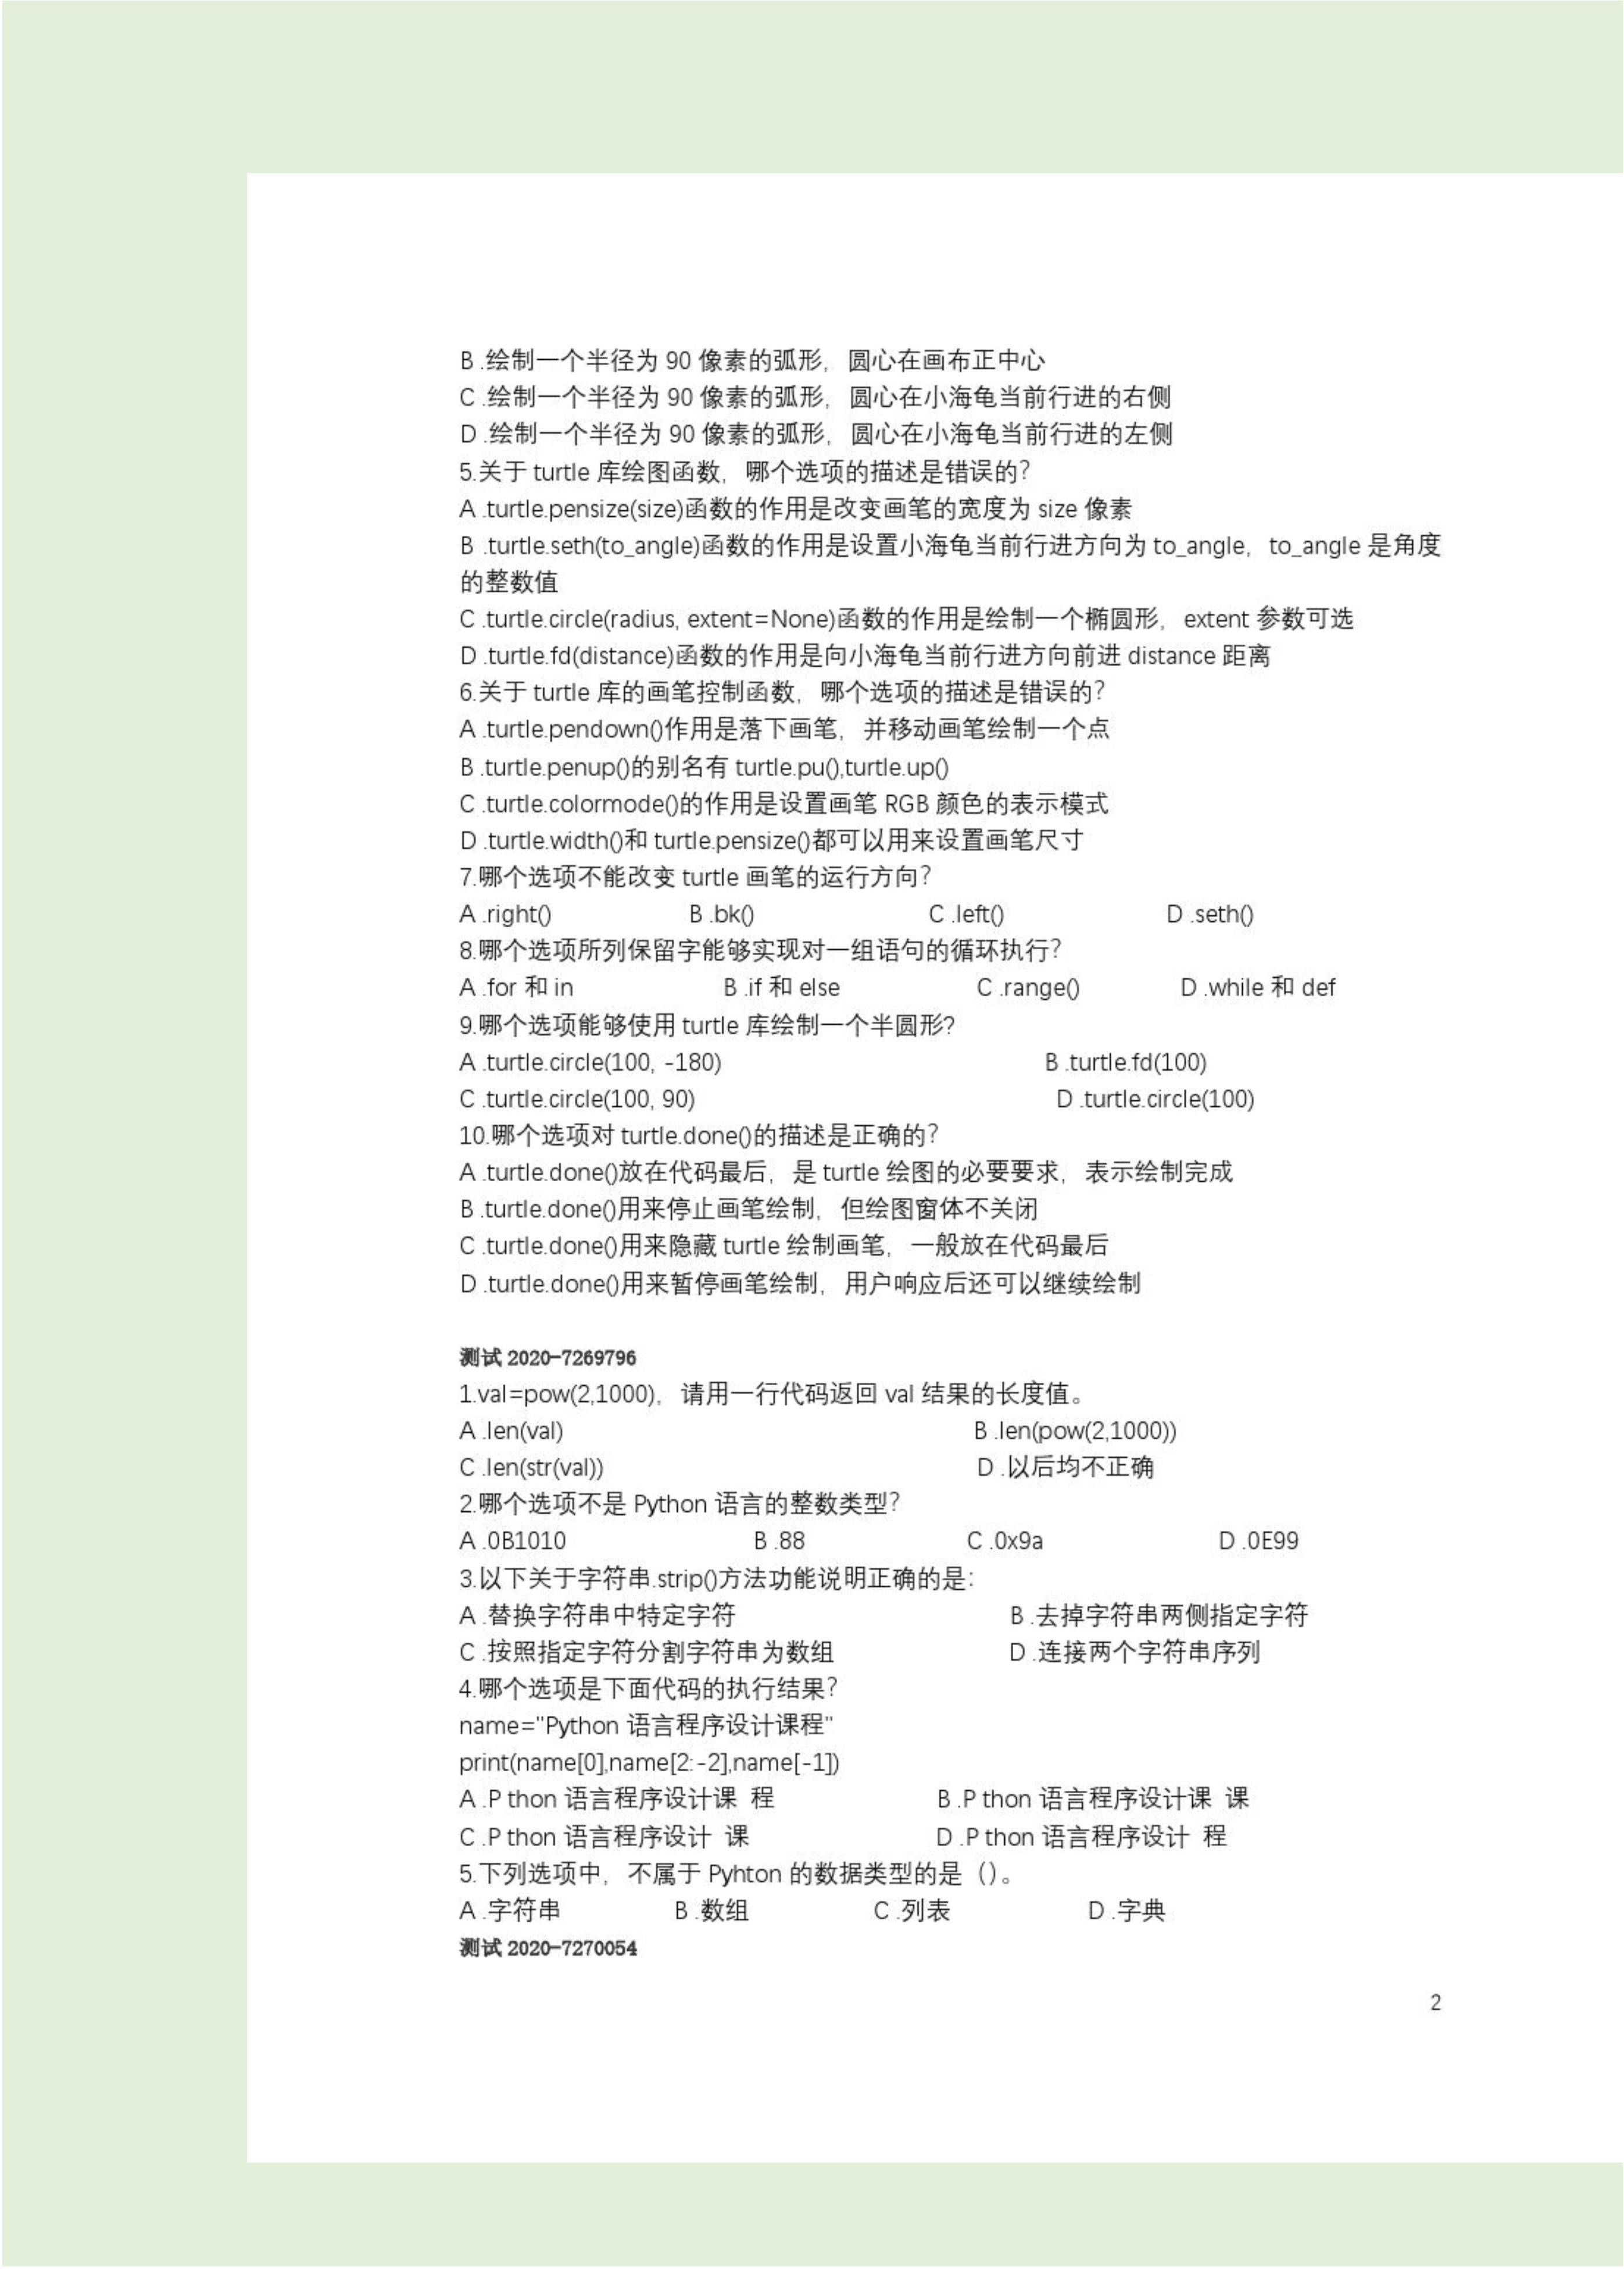 B .绘制一个半径为 90 像素的弧形，圆心在画布正中心
C .绘制一个半径为 90 像素的弧形，圆心在小海龟当前行进的右侧
D .绘制一个半径为 90 像素的弧形，圆心在小海龟当前行进的左侧
5.关于 turtle 库绘图函数，哪个选项的描述是错误的？
A .turtle.pensize(size)函数的作用是改变画笔的宽度为 size 像素
B .turtle.seth(to_angle)函数的作用是设置小海龟当前行进方向为 to_angle，to_angle 是角度
的整数值
C .turtle.circle(radius, extent=None)函数的作用是绘制一个椭圆形，extent 参数可选
D .turtle.fd(distance)函数的作用是向小海龟当前行进方向前进 distance 距离
6.关于 turtle 库的画笔控制函数，哪个选项的描述是错误的？
A .turtle.pendown()作用是落下画笔，并移动画笔绘制一个点
B .turtle.penup()的别名有 turtle.pu(),turtle.up()
C .turtle.colormode()的作用是设置画笔 RGB 颜色的表示模式
D .turtle.width()和 turtle.pensize()都可以用来设置画笔尺寸
7.哪个选项不能改变 turtle 画笔的运行方向？
A .right() B .bk() C .left() D .seth()
8.哪个选项所列保留字能够实现对一组语句的循环执行？
A .for 和 in B .if 和 else C .range() D .while 和 def
9.哪个选项能够使用 turtle 库绘制一个半圆形?
A .turtle.circle(100, -180) B .turtle.fd(100)
C .turtle.circle(100, 90) D .turtle.circle(100)
10.哪个选项对 turtle.done()的描述是正确的？
A .turtle.done()放在代码最后，是 turtle 绘图的必要要求，表示绘制完成
B .turtle.done()用来停止画笔绘制，但绘图窗体不关闭
C .turtle.done()用来隐藏 turtle 绘制画笔，一般放在代码最后
D .turtle.done()用来暂停画笔绘制，用户响应后还可以继续绘制
测试 2020-7269796
1.val=pow(2,1000)，请用一行代码返回 val 结果的长度值。
A .len(val) B .len(pow(2,1000))
C .len(str(val)) D .以后均不正确
2.哪个选项不是 Python 语言的整数类型？
A .0B1010 B .88 C .0x9a D .0E99
3.以下关于字符串.strip()方法功能说明正确的是：
A .替换字符串中特定字符 B .去掉字符串两侧指定字符
C .按照指定字符分割字符串为数组 D .连接两个字符串序列
4.哪个选项是下面代码的执行结果？
name="Python 语言程序设计课程"
print(name[0],name[2:-2],name[-1])
A .P thon 语言程序设计课 程 B .P thon 语言程序设计课 课
C .P thon 语言程序设计 课 D .P thon 语言程序设计 程
5.下列选项中，不属于 Pyhton 的数据类型的是（）。
A .字符串 B .数组 C .列表 D .字典
测试 2020-7270054
2